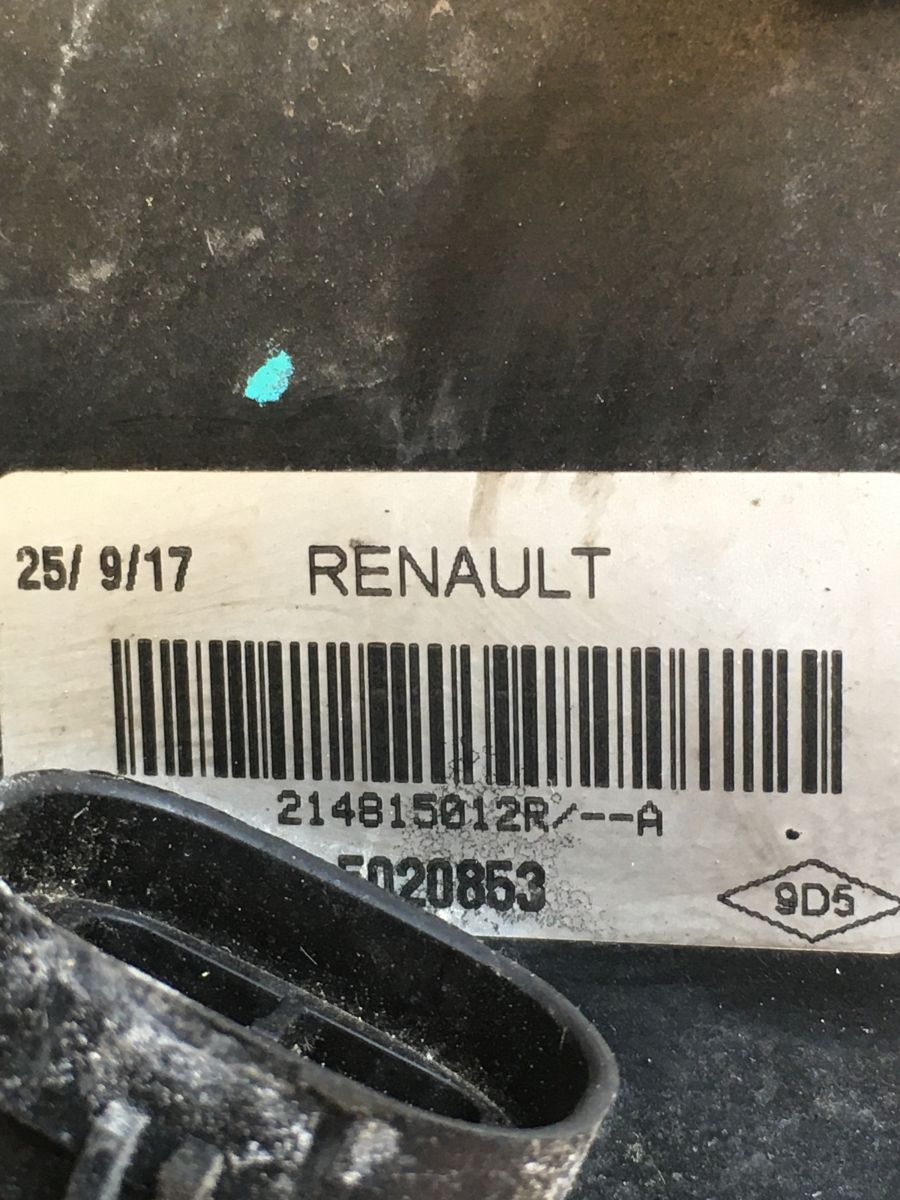 25/ 9/17 RENAULT
214815012R/--A
5020853
9D5